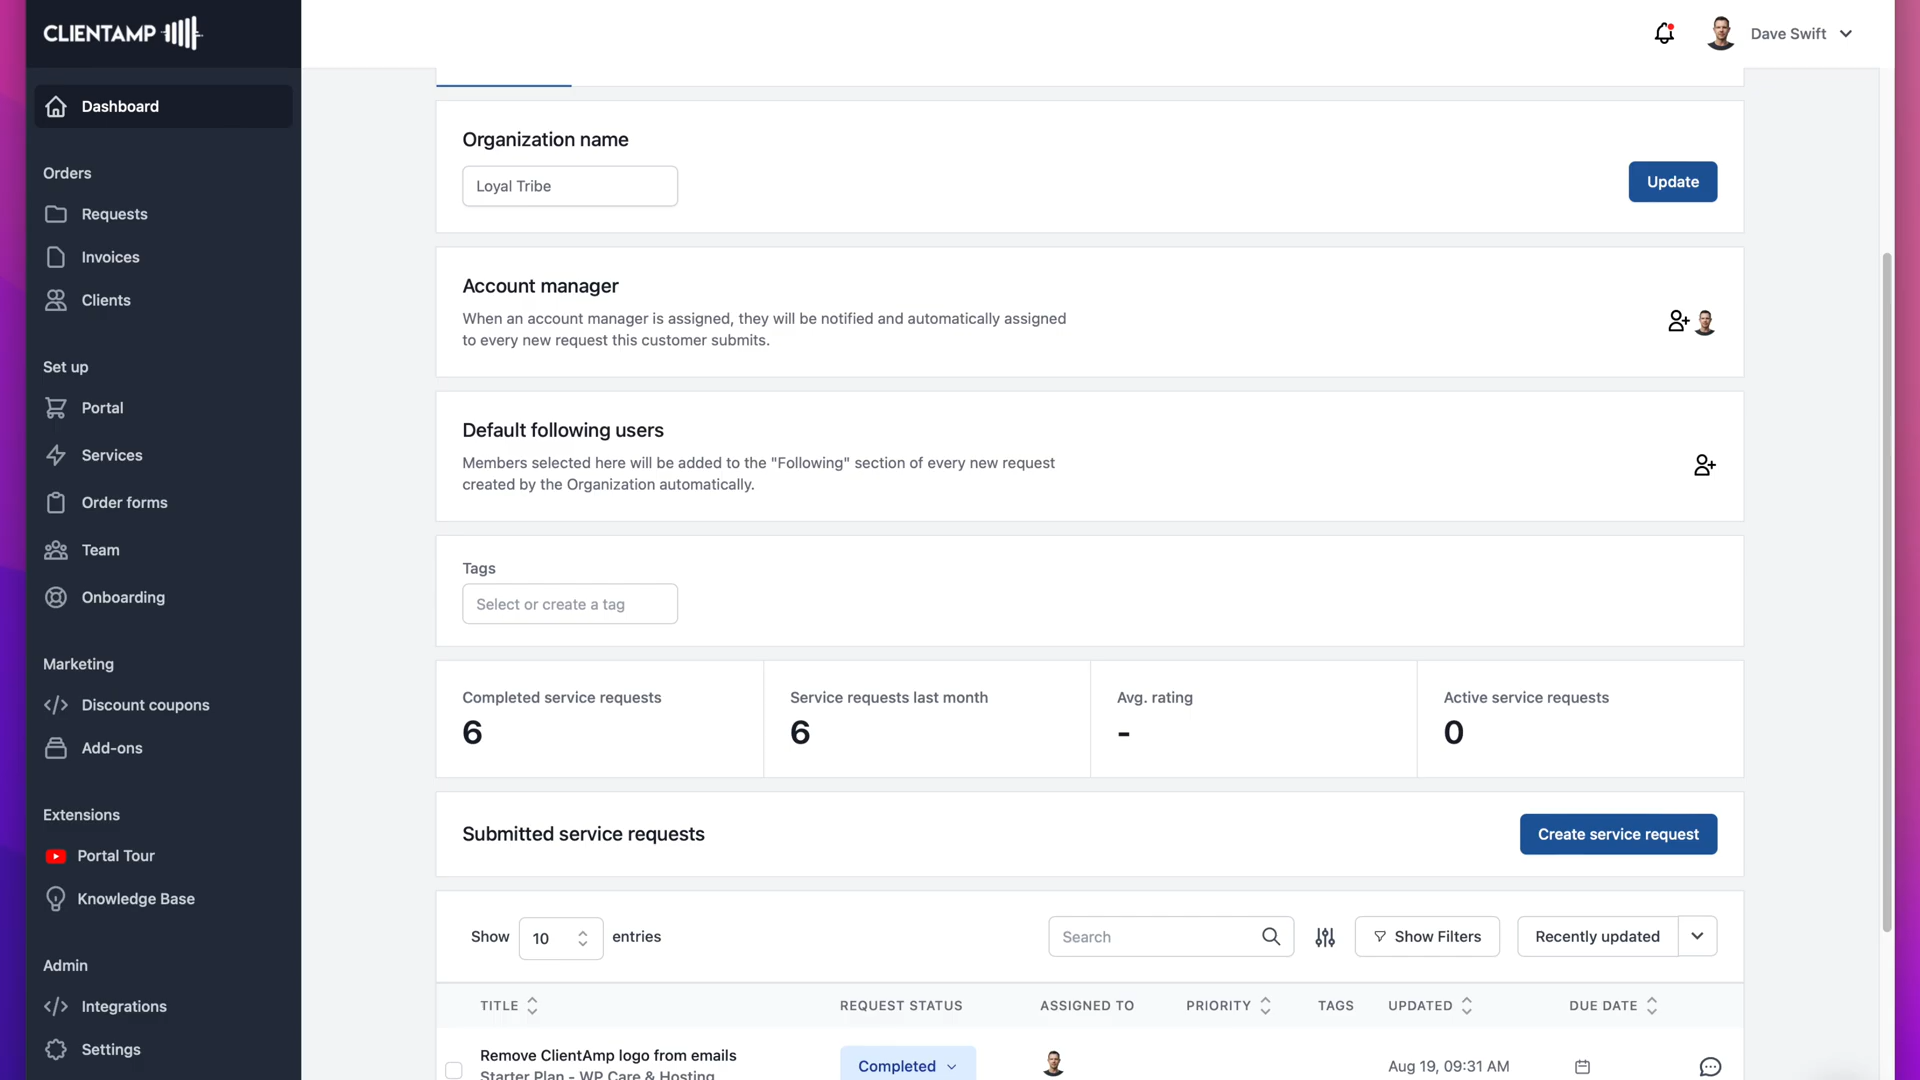 CLIENTAMP
Dave Swift
Dashboard
Orders
Requests
Invoices
Clients
Set up
Portal
Services
Order forms
Team
Onboarding
Marketing
Discount coupons
Add-ons
Extensions
Portal Tour
Knowledge Base
Admin
Integrations
Settings
Organization name
Loyal Tribe
Update
Account manager
When an account manager is assigned, they will be notified and automatically assigned
to every new request this customer submits.
Default following users
Members selected here will be added to the "Following" section of every new request
created by the Organization automatically.
Tags
Select or create a tag
Completed service requests
6
Service requests last month
6
Avg. rating
-
Active service requests
0
Submitted service requests
Create service request
Show 10 entries
Search
Show Filters
Recently updated
TITLE REQUEST STATUS ASSIGNED TO PRIORITY TAGS UPDATED DUE DATE
Remove ClientAmp logo from emails
Starter Plan - WP Care & Hosting
Completed
Aug 19, 09:31 AM